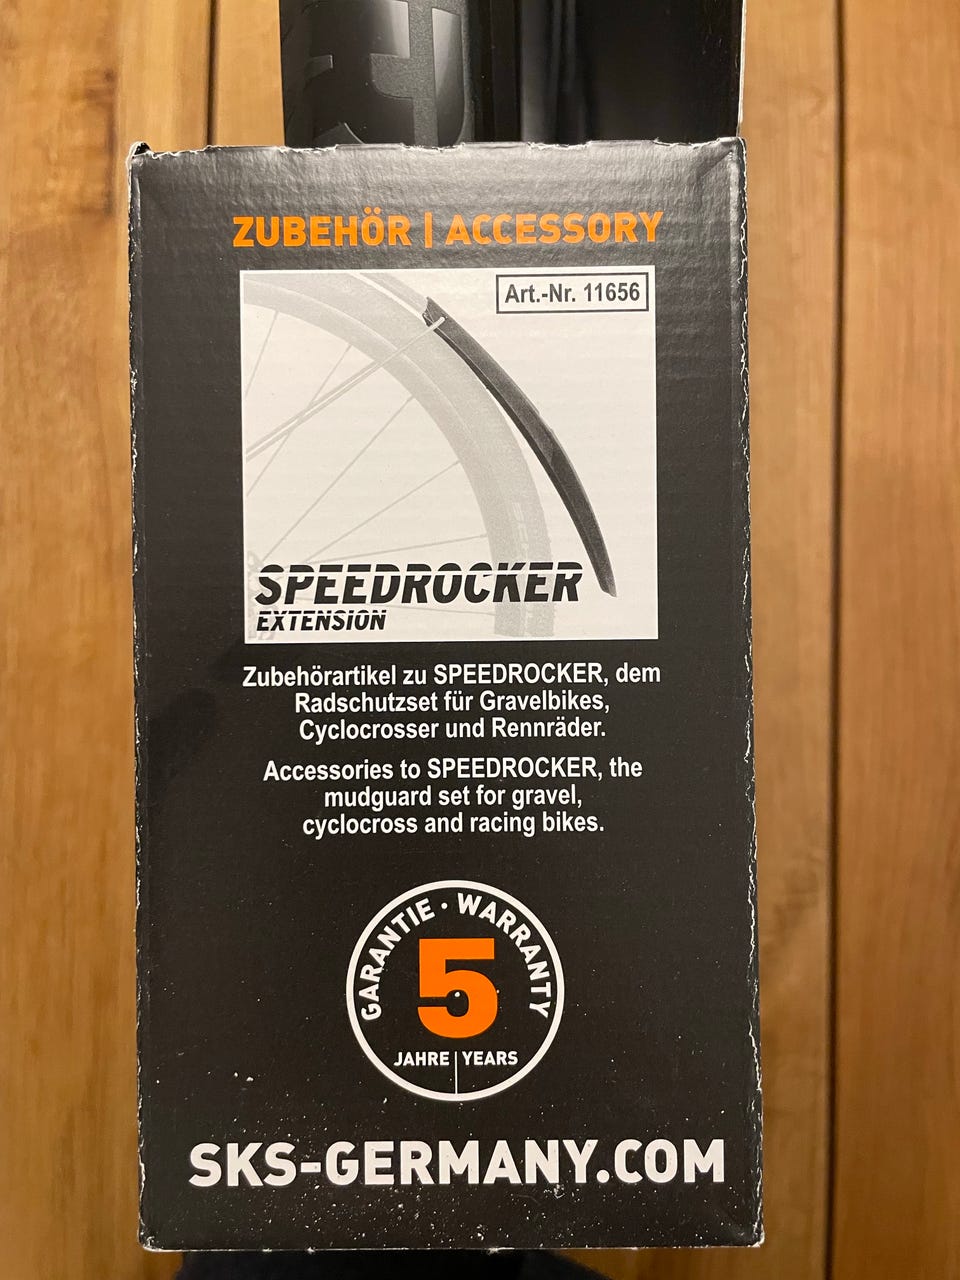 ZUBEHÖR | ACCESSORY
Art.-Nr. 11656
SPEEDROCKER
EXTENSION
Zubehörartikel zu SPEEDROCKER, dem
Radschutzset für Gravelbikes,
Cyclocrosser und Rennräder.
Accessories to SPEEDROCKER, the
mudguard set for gravel,
cyclocross and racing bikes.
GARANTIE · WARRANTY
5
JAHRE | YEARS
SKS-GERMANY.COM